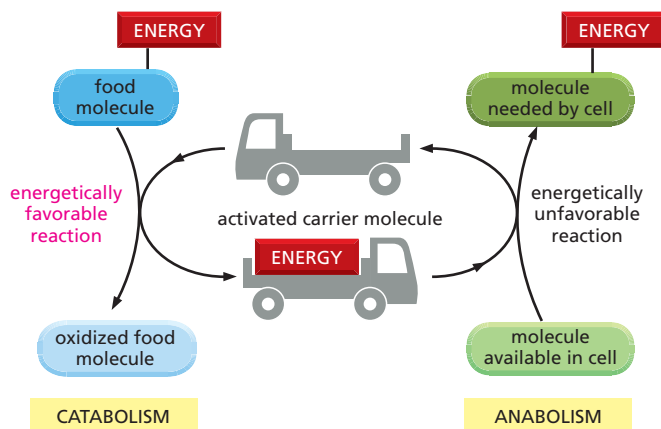 ENERGY
food
molecule
energetically
favorable
reaction
oxidized food
molecule
CATABOLISM
activated carrier molecule
ENERGY
ENERGY
molecule
needed by cell
energetically
unfavorable
reaction
molecule
available in cell
ANABOLISM